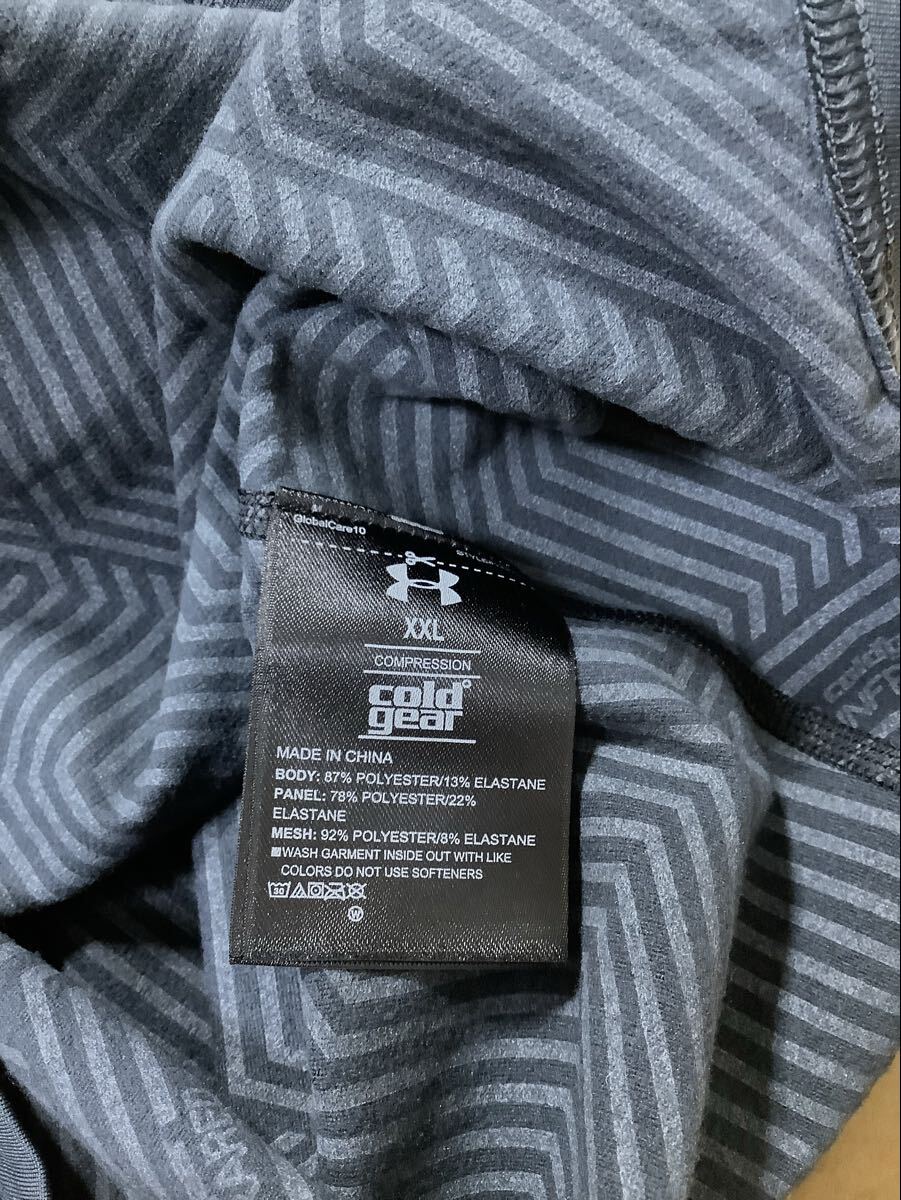 GlobalCare10
XXL
COMPRESSION
cold
gear
MADE IN CHINA
BODY: 87% POLYESTER/13% ELASTANE
PANEL: 78% POLYESTER/22%
ELASTANE
MESH: 92% POLYESTER/8% ELASTANE
WASH GARMENT INSIDE OUT WITH LIKE
COLORS DO NOT USE SOFTENERS
30
W